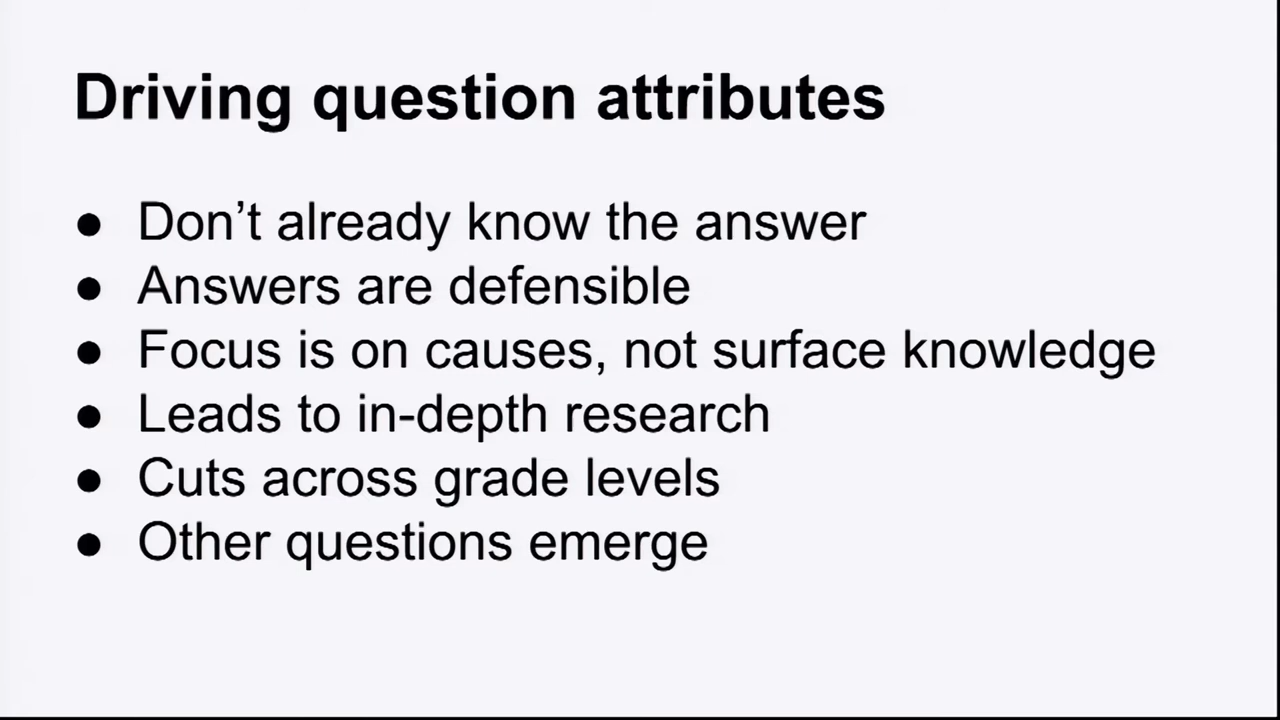 Driving question attributes
● Don’t already know the answer
● Answers are defensible
● Focus is on causes, not surface knowledge
● Leads to in-depth research
● Cuts across grade levels
● Other questions emerge